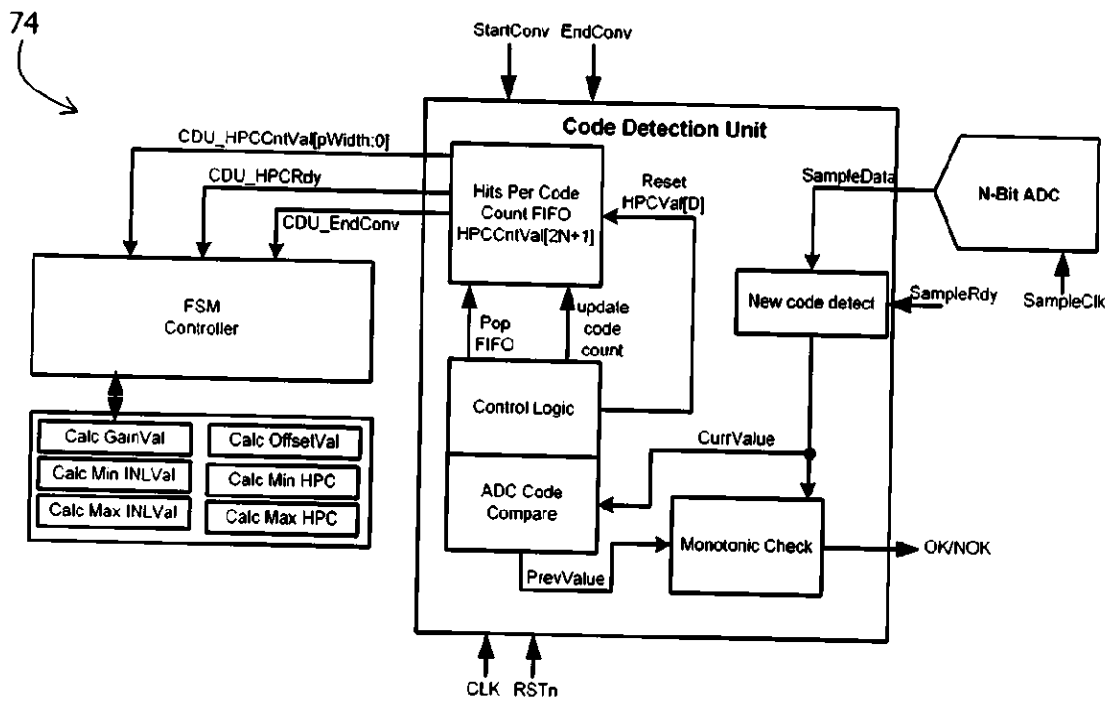 74
StartConv EndConv
Code Detection Unit
CDU_HPCCntVal[pWidth:0]
CDU_HPCRdy
CDU_EndConv
Hits Per Code
Count FIFO
HPCCntVal[2N+1]
Reset
HPCVal[D]
SampleData
N-Bit ADC
New code detect
SampleRdy
SampleClk
FSM
Controller
Pop
FIFO
update
code
count
Control Logic
CurrValue
Calc GainVal
Calc OffsetVal
Calc Min INLVal
Calc Min HPC
Calc Max INLVal
Calc Max HPC
ADC Code
Compare
Monotonic Check
OK/NOK
PrevValue
CLK RSTn